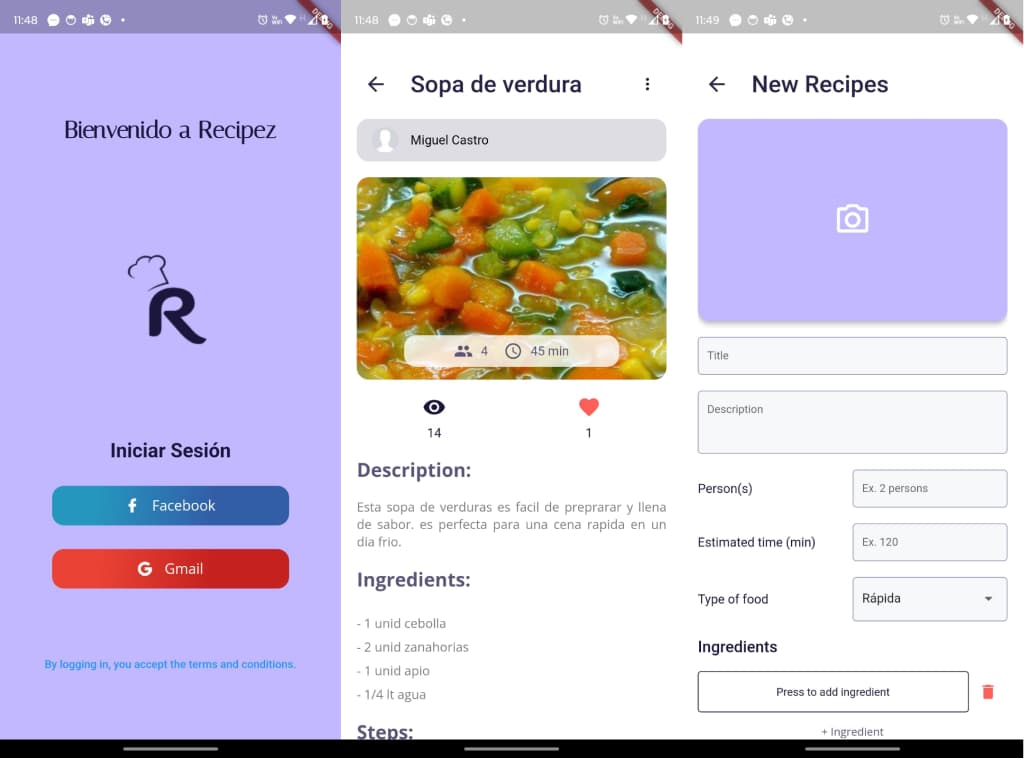 11:48
DEBUG
Bienvenido a Recipez
R
Iniciar Sesión
Facebook
Gmail
By logging in, you accept the terms and conditions.
11:48
DEBUG
Sopa de verdura
Miguel Castro
4 45 min
14 1
Description:
Esta sopa de verduras es facil de preprarar y llena
de sabor. es perfecta para una cena rapida en un
dia frio.
Ingredients:
- 1 unid cebolla
- 2 unid zanahorias
- 1 unid apio
- 1/4 lt agua
Steps:
11:49
DEBUG
New Recipes
Title
Description
Person(s) Ex. 2 persons
Estimated time (min) Ex. 120
Type of food Rápida
Ingredients
Press to add ingredient
+ Ingredient